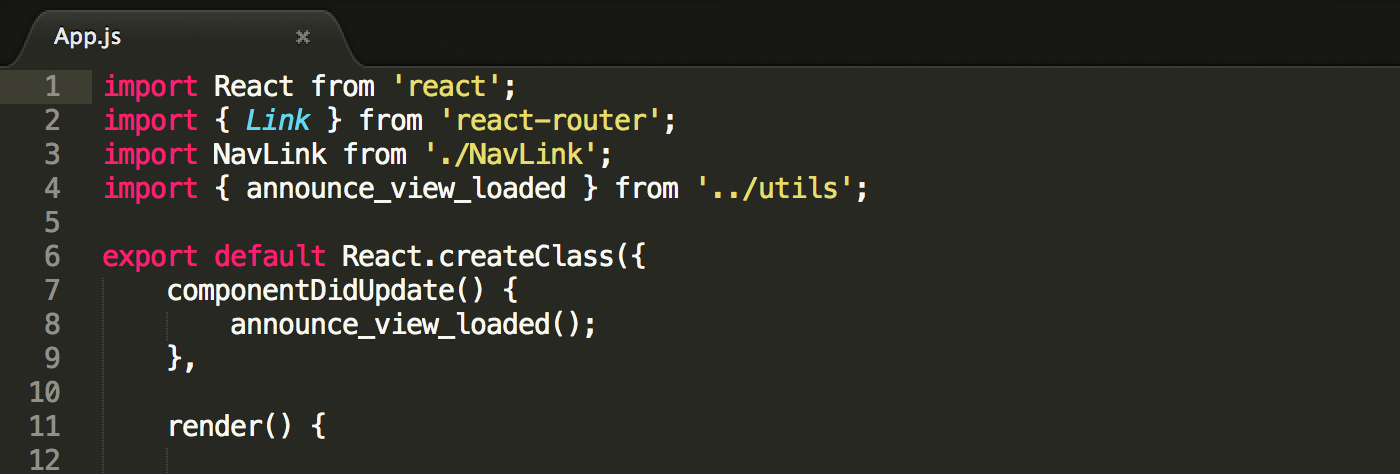 App.js ×
1 import React from 'react';
2 import { Link } from 'react-router';
3 import NavLink from './NavLink';
4 import { announce_view_loaded } from '../utils';
5
6 export default React.createClass({
7     componentDidUpdate() {
8         announce_view_loaded();
9     },
10
11     render() {
12